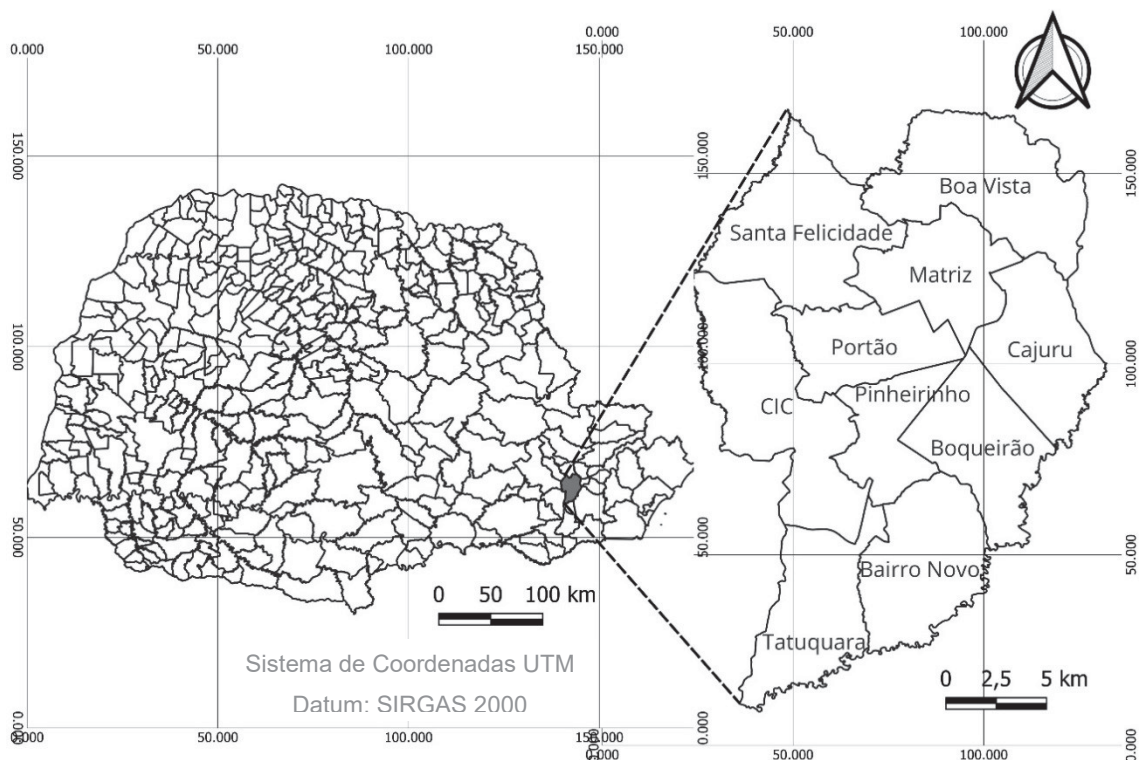 0.000
50.000
100.000
0.000
150.000
50.000
100.000
150.000
150.000
150.000
Boa Vista
Santa Felicidade
Matriz
100.000
Portão
Cajuru
100.000
CIC
Pinheirinho
Boqueirão
50.000
50.000
Bairro Novo
0 50 100 km
Tatuquara
Sistema de Coordenadas UTM
Datum: SIRGAS 2000
0 2,5 5 km
0.000
0.000
0.000
0.000
50.000
100.000
150.000
0.000
50.000
100.000